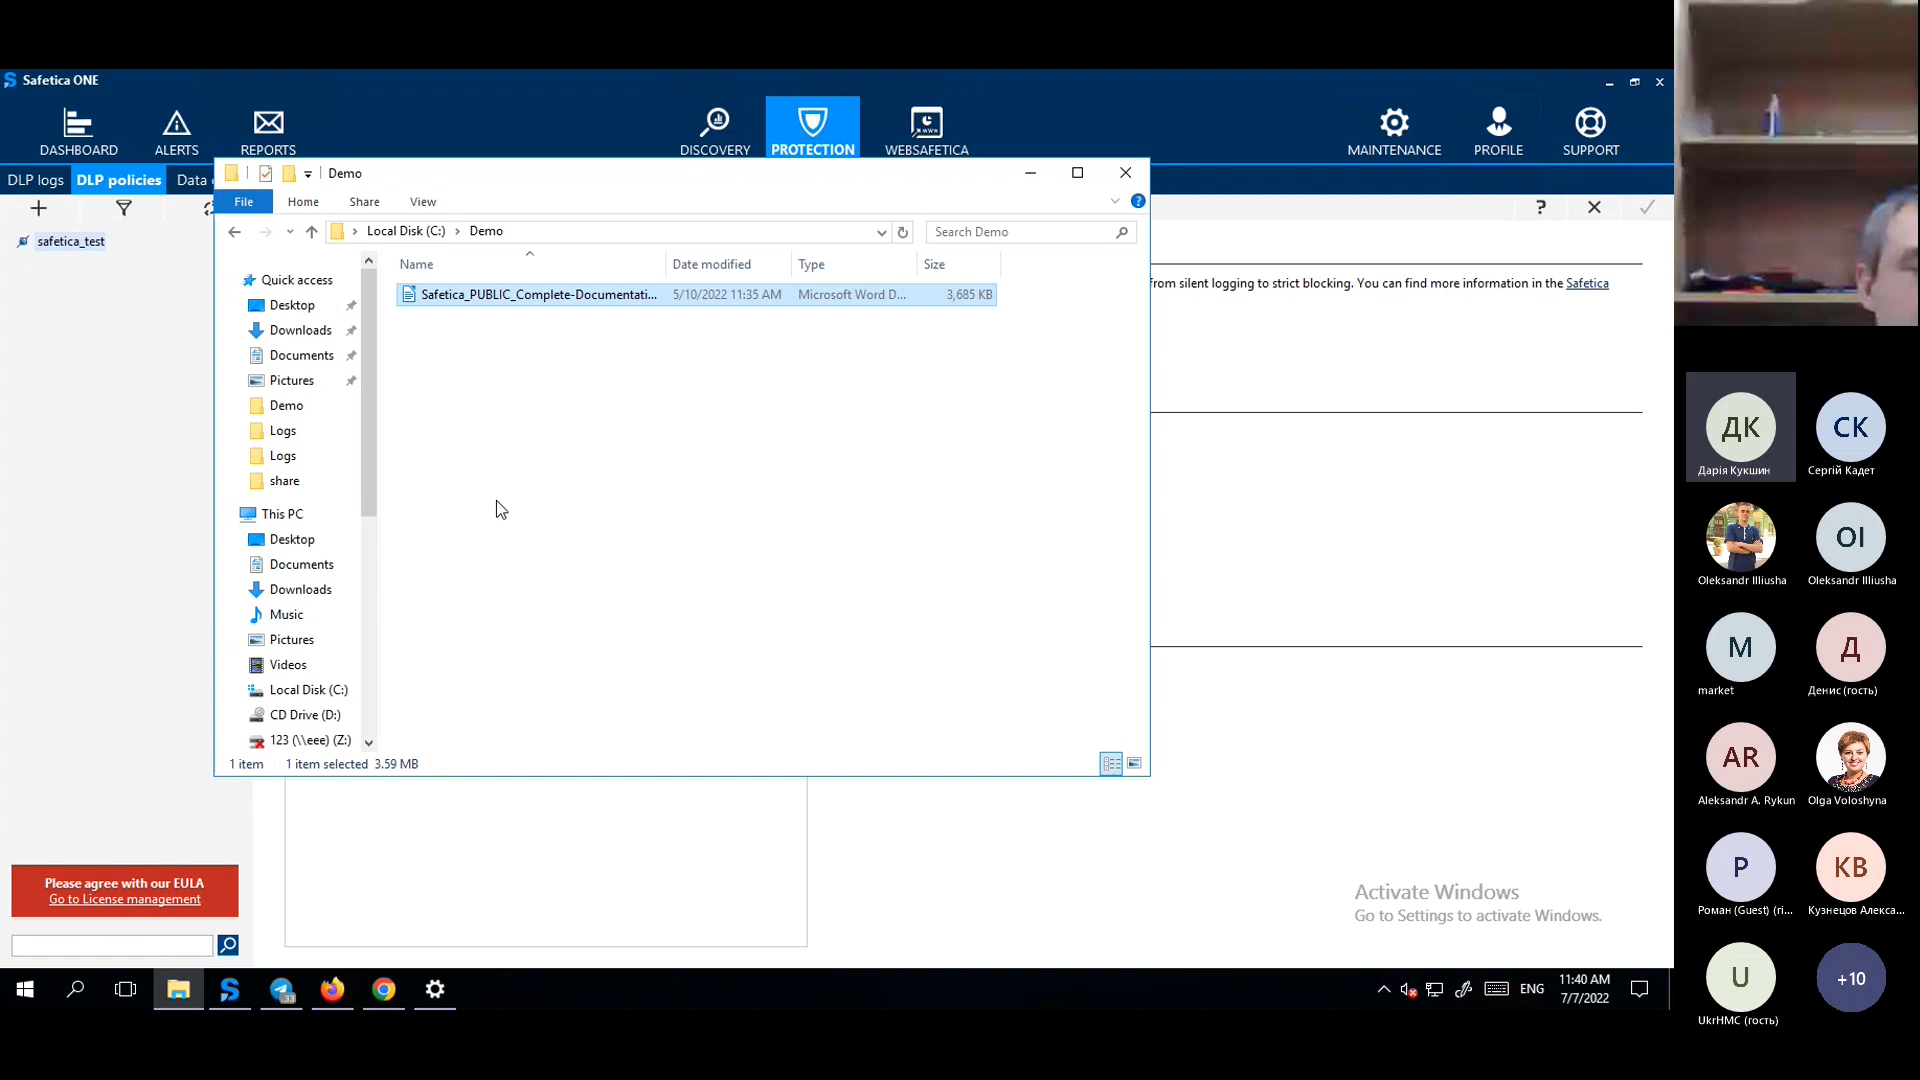 Safetica ONE
DASHBOARD
ALERTS
REPORTS
DISCOVERY
PROTECTION
WEBSAFETICA
MAINTENANCE
PROFILE
SUPPORT
DLP logs
DLP policies
Data
safetica_test
Demo
File
Home
Share
View
Local Disk (C:)
Demo
Search Demo
Name
Date modified
Type
Size
Safetica_PUBLIC_Complete-Documentati...
5/10/2022 11:35 AM
Microsoft Word D...
3,685 KB
Quick access
Desktop
Downloads
Documents
Pictures
Demo
Logs
Logs
share
This PC
Desktop
Documents
Downloads
Music
Pictures
Videos
Local Disk (C:)
CD Drive (D:)
123 (\\eee) (Z:)
1 item
1 item selected 3.59 MB
from silent logging to strict blocking. You can find more information in the Safetica
?
Please agree with our EULA
Go to License management
Activate Windows
Go to Settings to activate Windows.
33
ENG
11:40 AM
7/7/2022
ДК
Дарія Кукшин
СК
Сергій Кадет
Oleksandr Illiusha
OI
Oleksandr Illiusha
M
market
Д
Денис (гость)
AR
Aleksandr A. Rykun
Olga Voloshyna
Р
Роман (Guest) (гі...
КВ
Кузнецов Алекса...
U
UkrHMC (гость)
+10